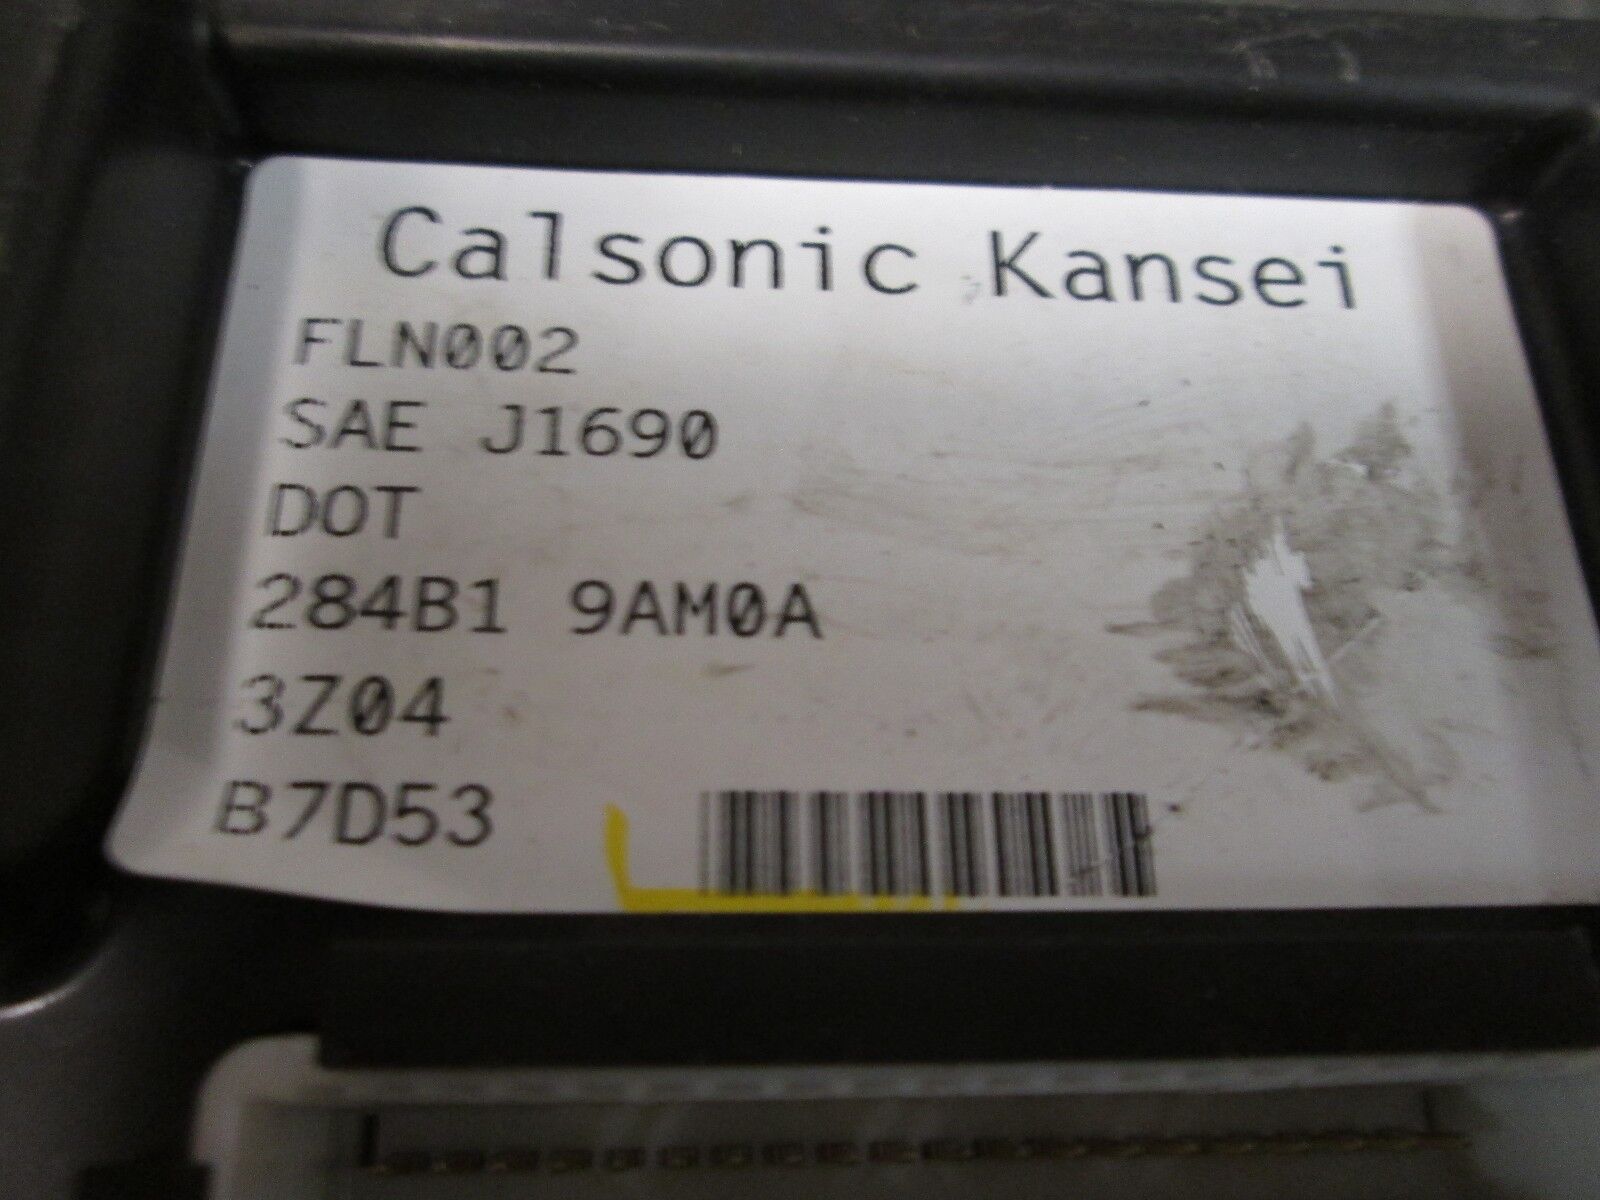 Calsonic Kansei
FLN002
SAE J1690
DOT
284B1 9AM0A
3Z04
B7D53